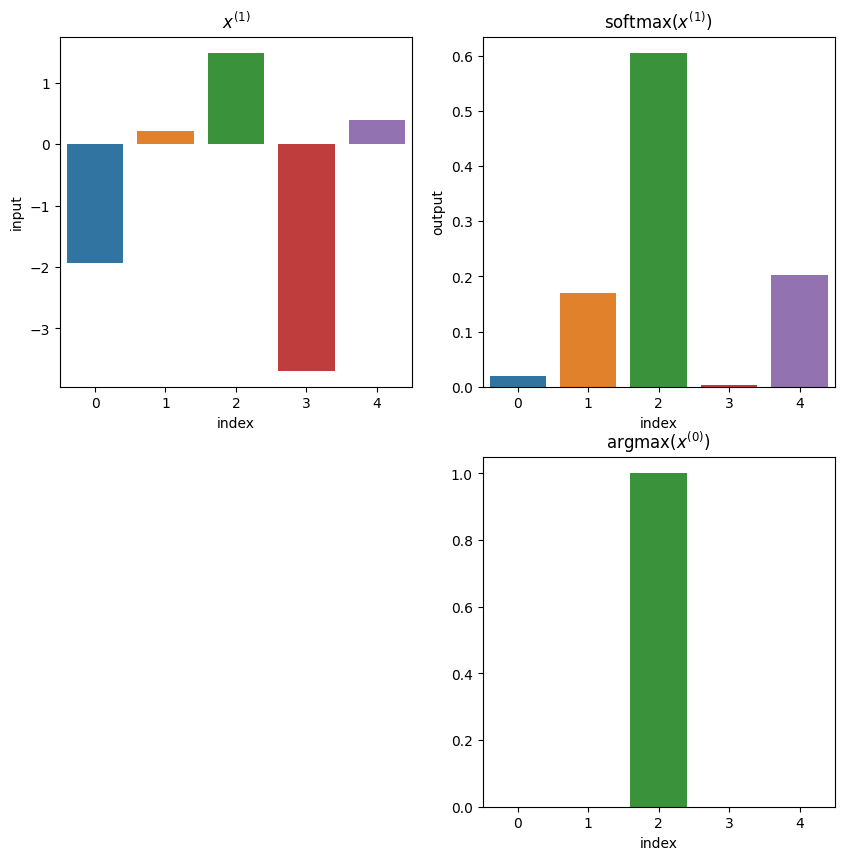 x^(1)
1
0
−1
−2
−3
input
0 1 2 3 4
index
softmax(x^(1))
0.6
0.5
0.4
0.3
0.2
0.1
0.0
output
0 1 2 3 4
index
argmax(x^(0))
1.0
0.8
0.6
0.4
0.2
0.0
0 1 2 3 4
index